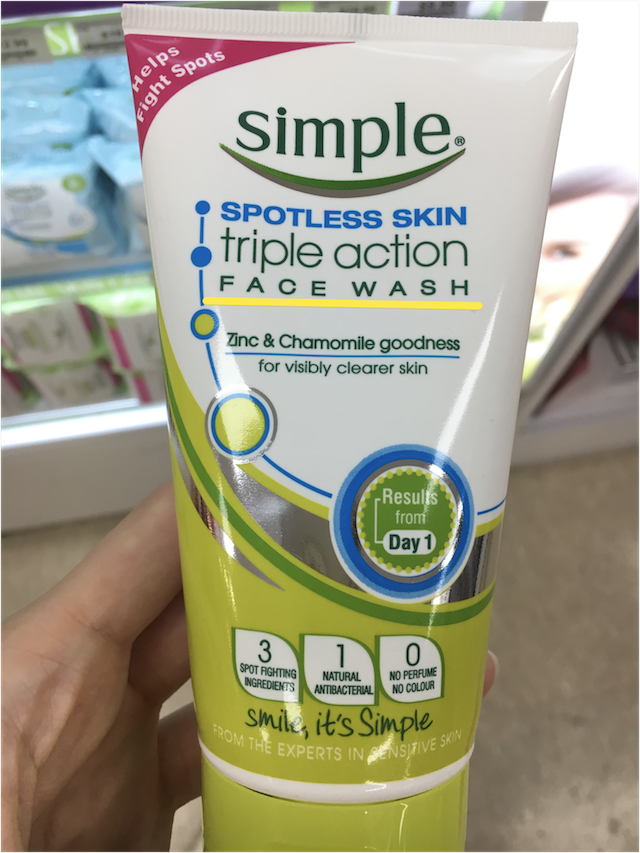 Helps
Fight Spots
Simple®
SPOTLESS SKIN
triple action
FACE WASH
Zinc & Chamomile goodness
for visibly clearer skin
Results
from
Day 1
3
SPOT FIGHTING
INGREDIENTS
1
NATURAL
ANTIBACTERIAL
0
NO PERFUME
NO COLOUR
smile, it's Simple
FROM THE EXPERTS IN SENSITIVE SKIN